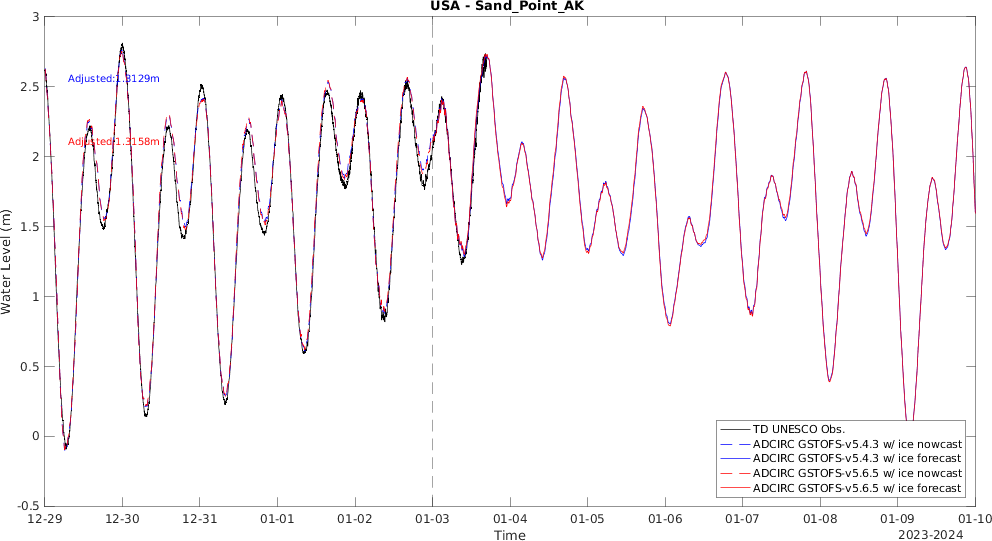 USA - Sand_Point_AK
Water Level (m)
3
2.5
2
1.5
1
0.5
0
-0.5
Adjusted:1.3129m
Adjusted:1.3158m
TD UNESCO Obs.
ADCIRC GSTOFS-v5.4.3 w/ ice nowcast
ADCIRC GSTOFS-v5.4.3 w/ ice forecast
ADCIRC GSTOFS-v5.6.5 w/ ice nowcast
ADCIRC GSTOFS-v5.6.5 w/ ice forecast
12-29 12-30 12-31 01-01 01-02 01-03 01-04 01-05 01-06 01-07 01-08 01-09 01-10
Time
2023-2024